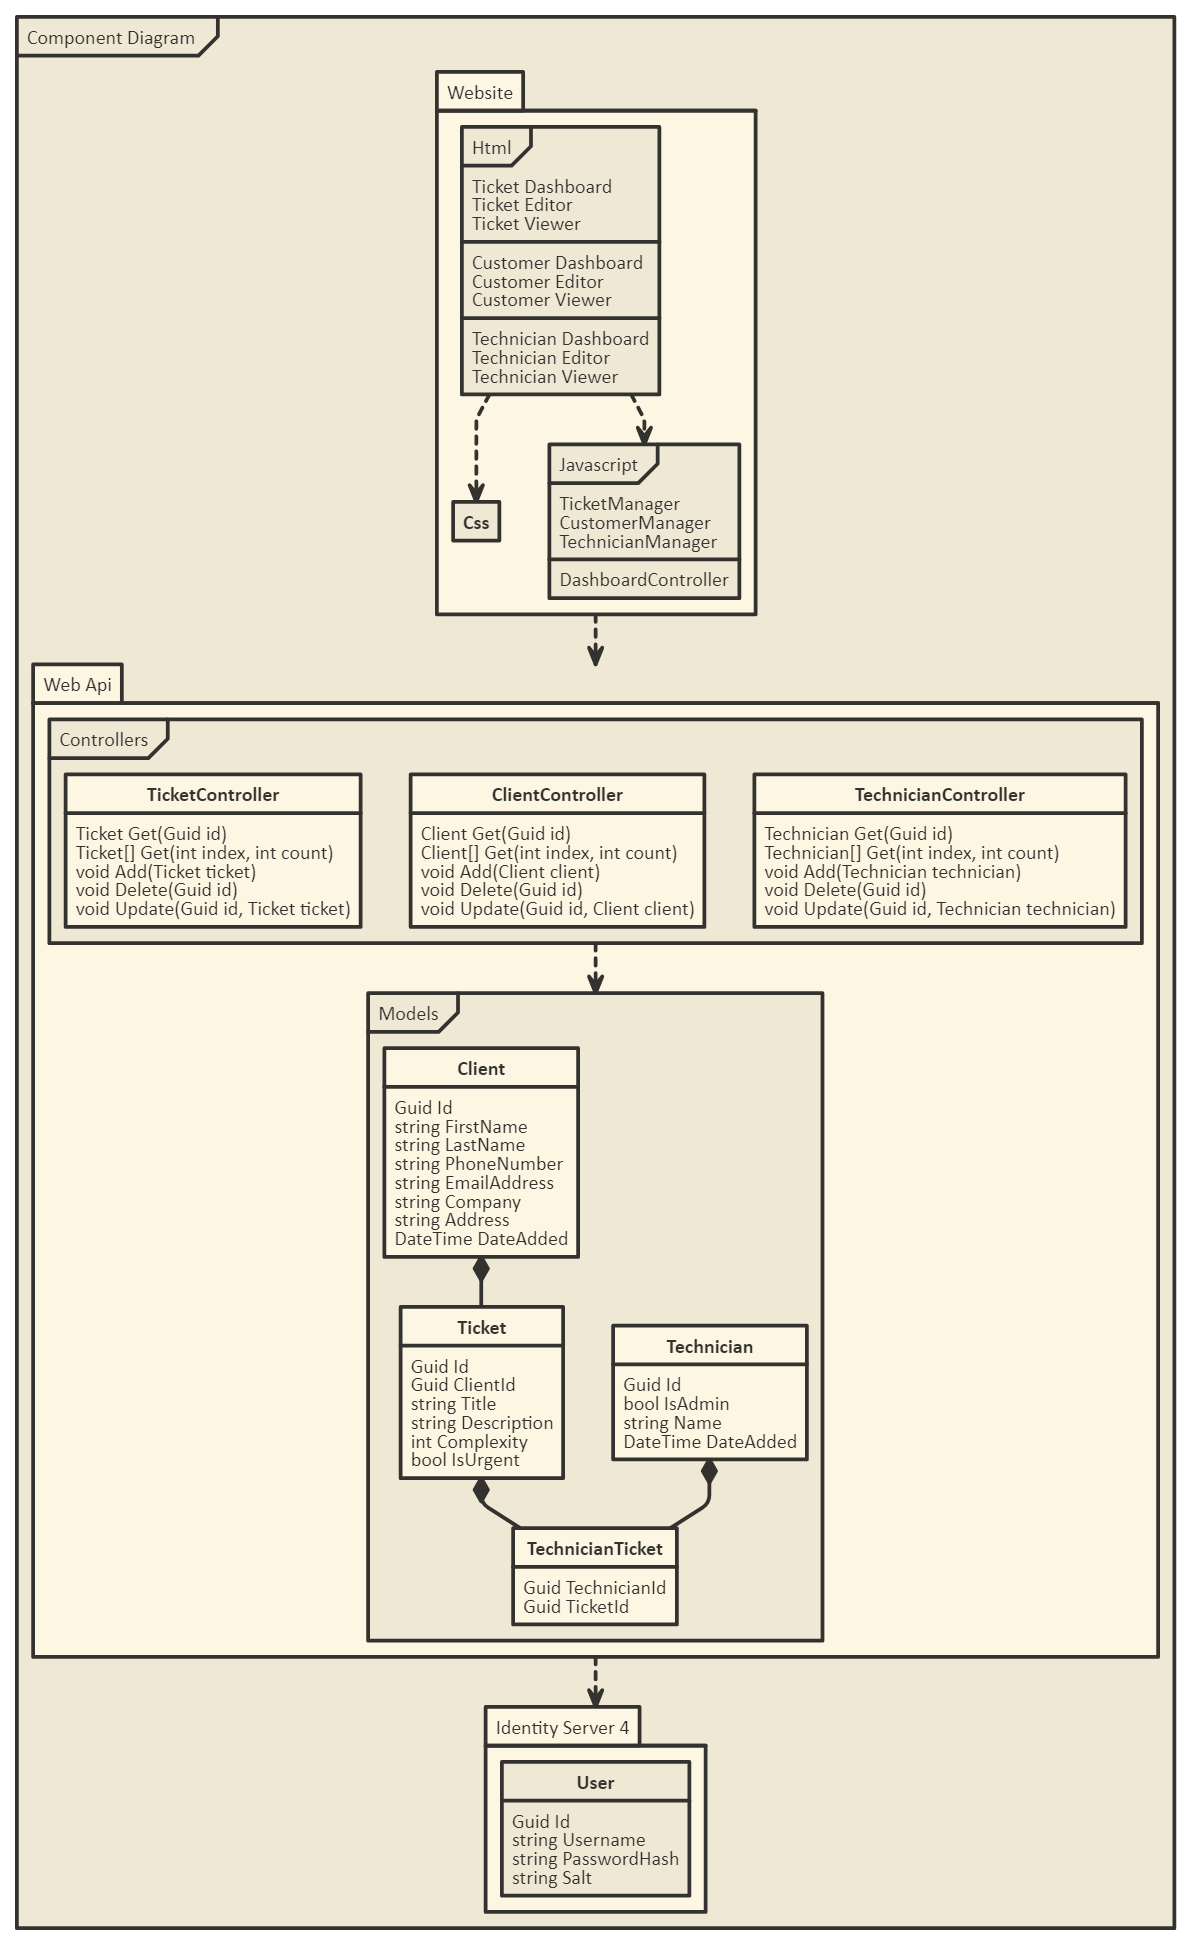 Component Diagram
Website
Html
Ticket Dashboard
Ticket Editor
Ticket Viewer
Customer Dashboard
Customer Editor
Customer Viewer
Technician Dashboard
Technician Editor
Technician Viewer
Css
Javascript
TicketManager
CustomerManager
TechnicianManager
DashboardController
Web Api
Controllers
TicketController
Ticket Get(Guid id)
Ticket[] Get(int index, int count)
void Add(Ticket ticket)
void Delete(Guid id)
void Update(Guid id, Ticket ticket)
ClientController
Client Get(Guid id)
Client[] Get(int index, int count)
void Add(Client client)
void Delete(Guid id)
void Update(Guid id, Client client)
TechnicianController
Technician Get(Guid id)
Technician[] Get(int index, int count)
void Add(Technician technician)
void Delete(Guid id)
void Update(Guid id, Technician technician)
Models
Client
Guid Id
string FirstName
string LastName
string PhoneNumber
string EmailAddress
string Company
string Address
DateTime DateAdded
Ticket
Guid Id
Guid ClientId
string Title
string Description
int Complexity
bool IsUrgent
Technician
Guid Id
bool IsAdmin
string Name
DateTime DateAdded
TechnicianTicket
Guid TechnicianId
Guid TicketId
Identity Server 4
User
Guid Id
string Username
string PasswordHash
string Salt